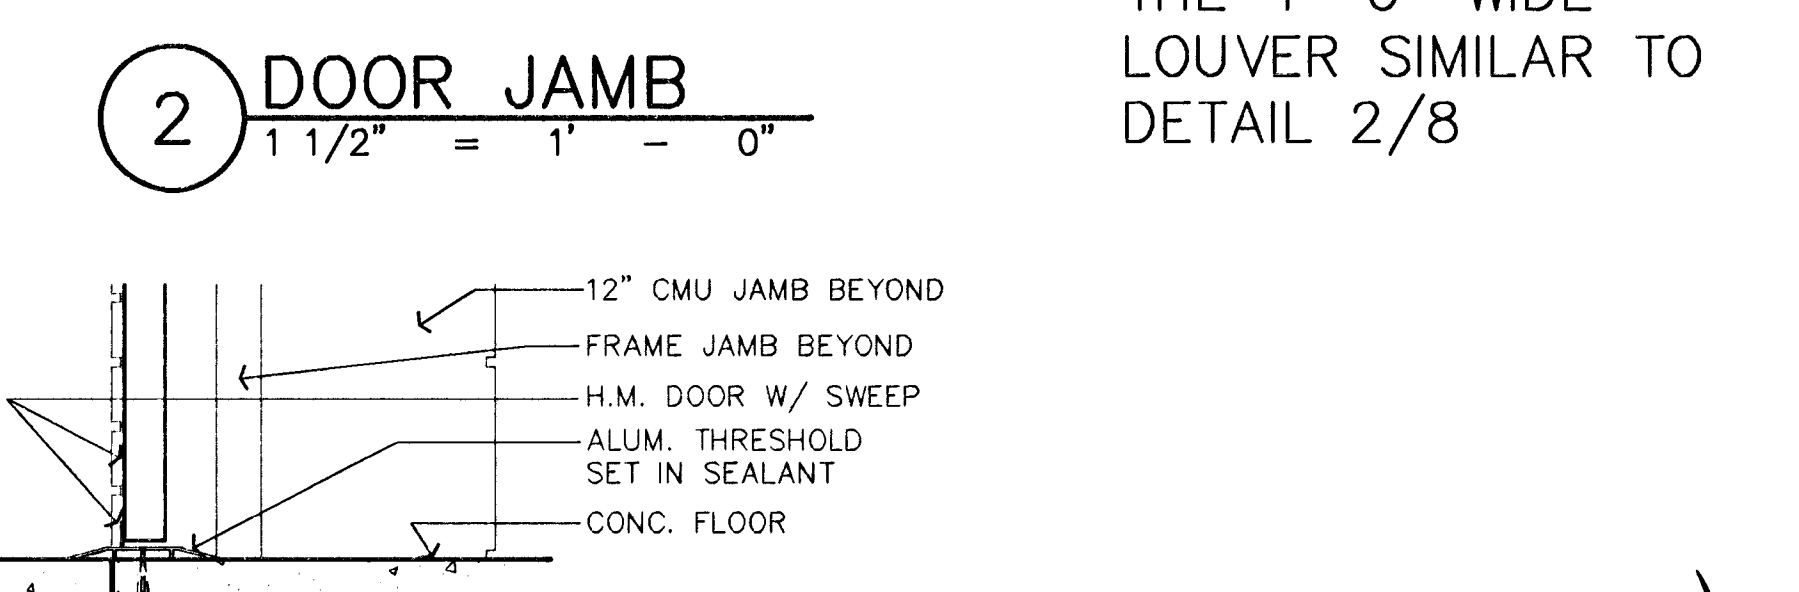 2
DOOR JAMB
1 1/2" = 1' - 0"
WIDE
LOUVER SIMILAR TO
DETAIL 2/8
12" CMU JAMB BEYOND
FRAME JAMB BEYOND
H.M. DOOR W/ SWEEP
ALUM. THRESHOLD
SET IN SEALANT
CONC. FLOOR